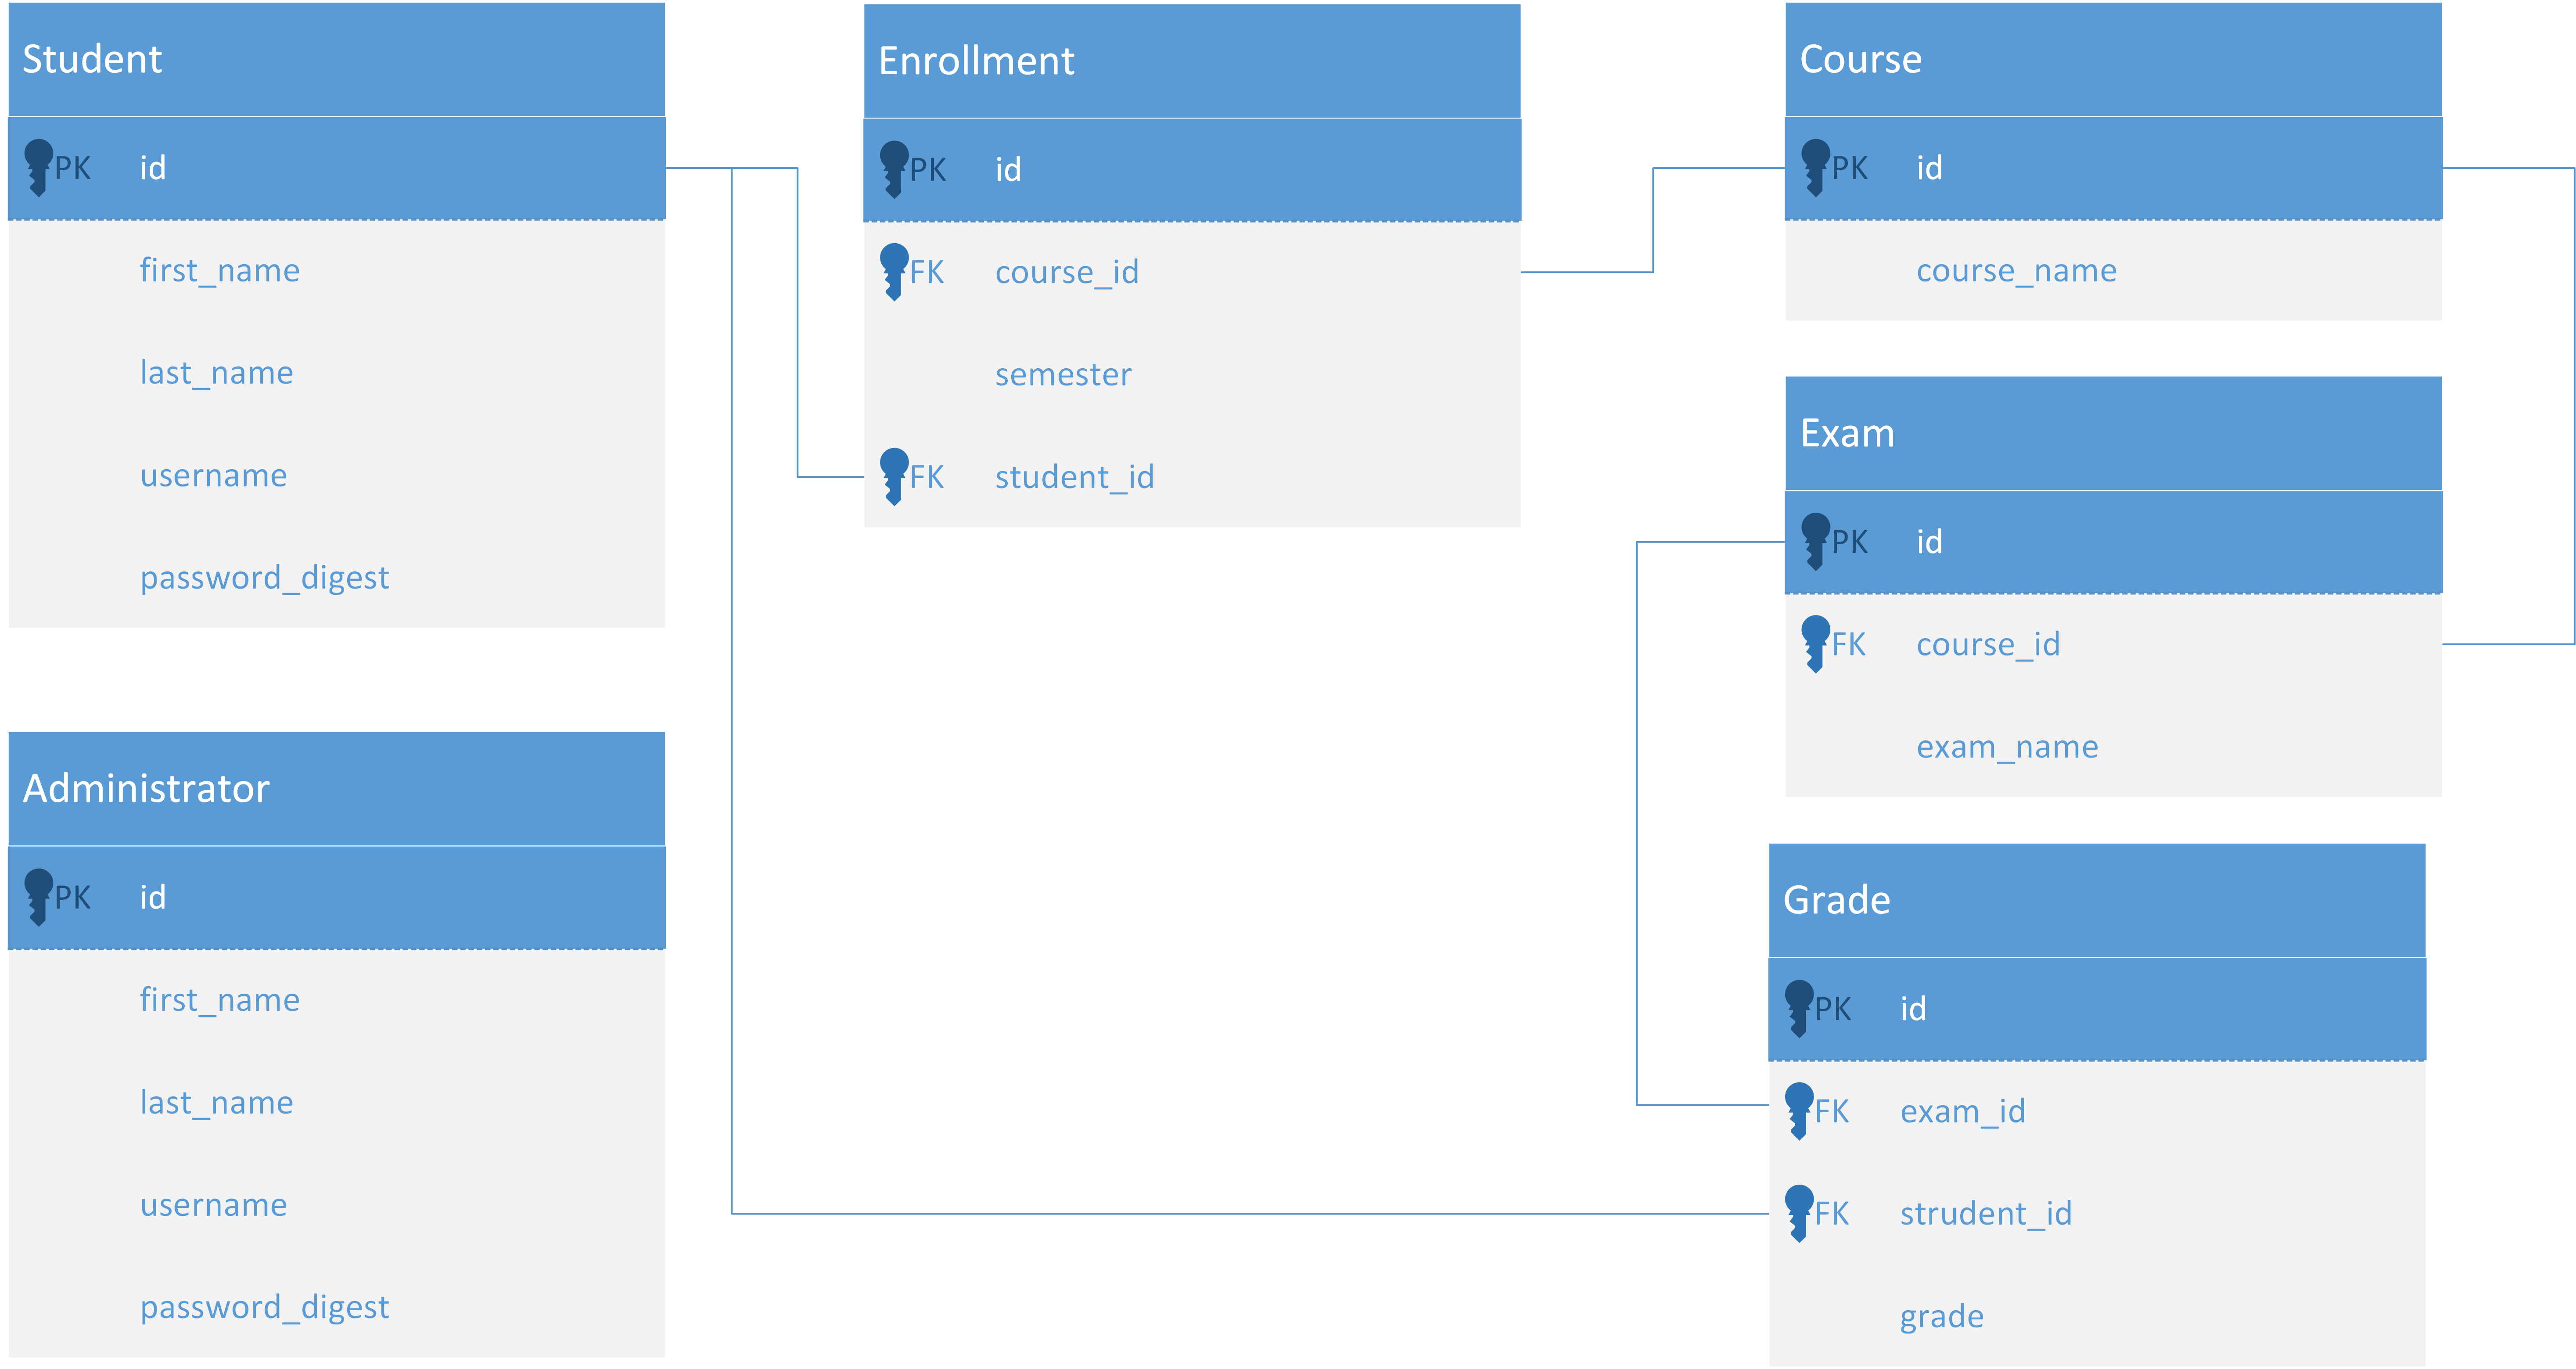 Student
PK id
first_name
last_name
username
password_digest
Enrollment
PK id
FK course_id
semester
FK student_id
Course
PK id
course_name
Exam
PK id
FK course_id
exam_name
Administrator
PK id
first_name
last_name
username
password_digest
Grade
PK id
FK exam_id
FK strudent_id
grade